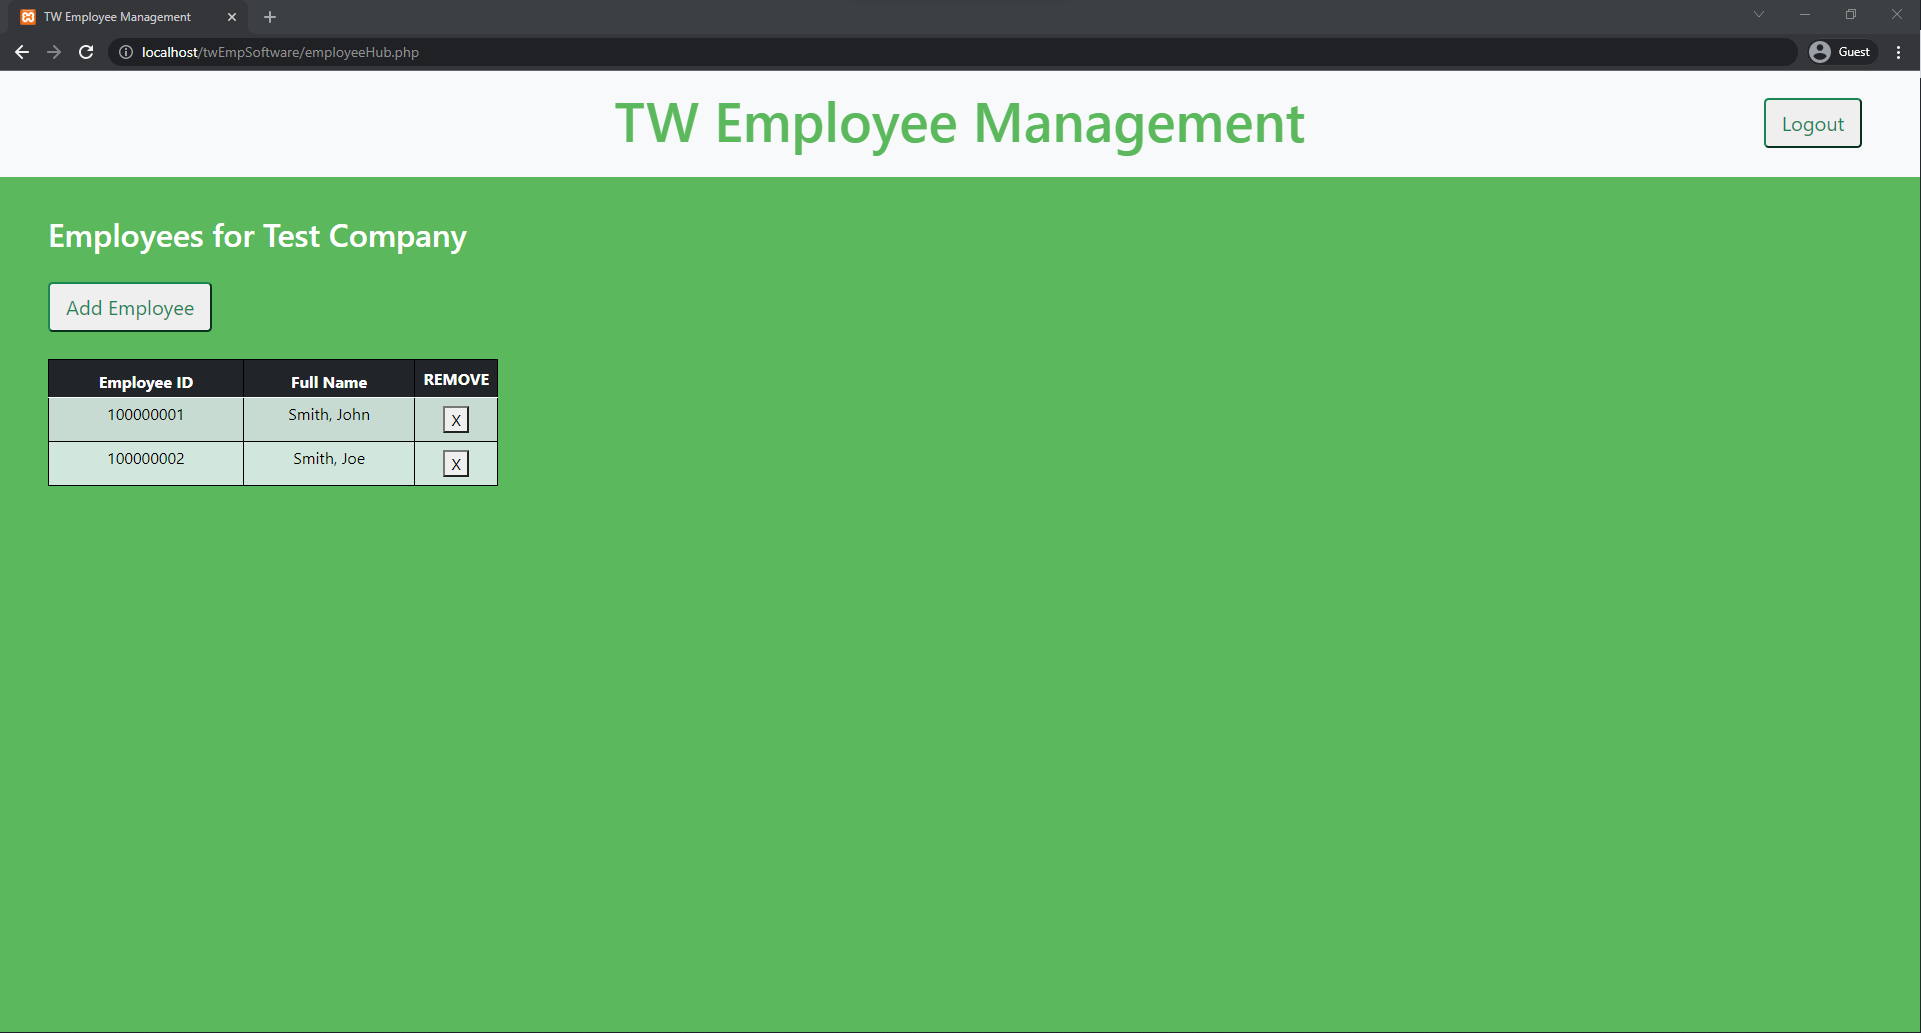 TW Employee Management
localhost/twEmpSoftware/employeeHub.php
Guest
TW Employee Management
Logout
Employees for Test Company
Add Employee
Employee ID Full Name REMOVE
100000001 Smith, John X
100000002 Smith, Joe X